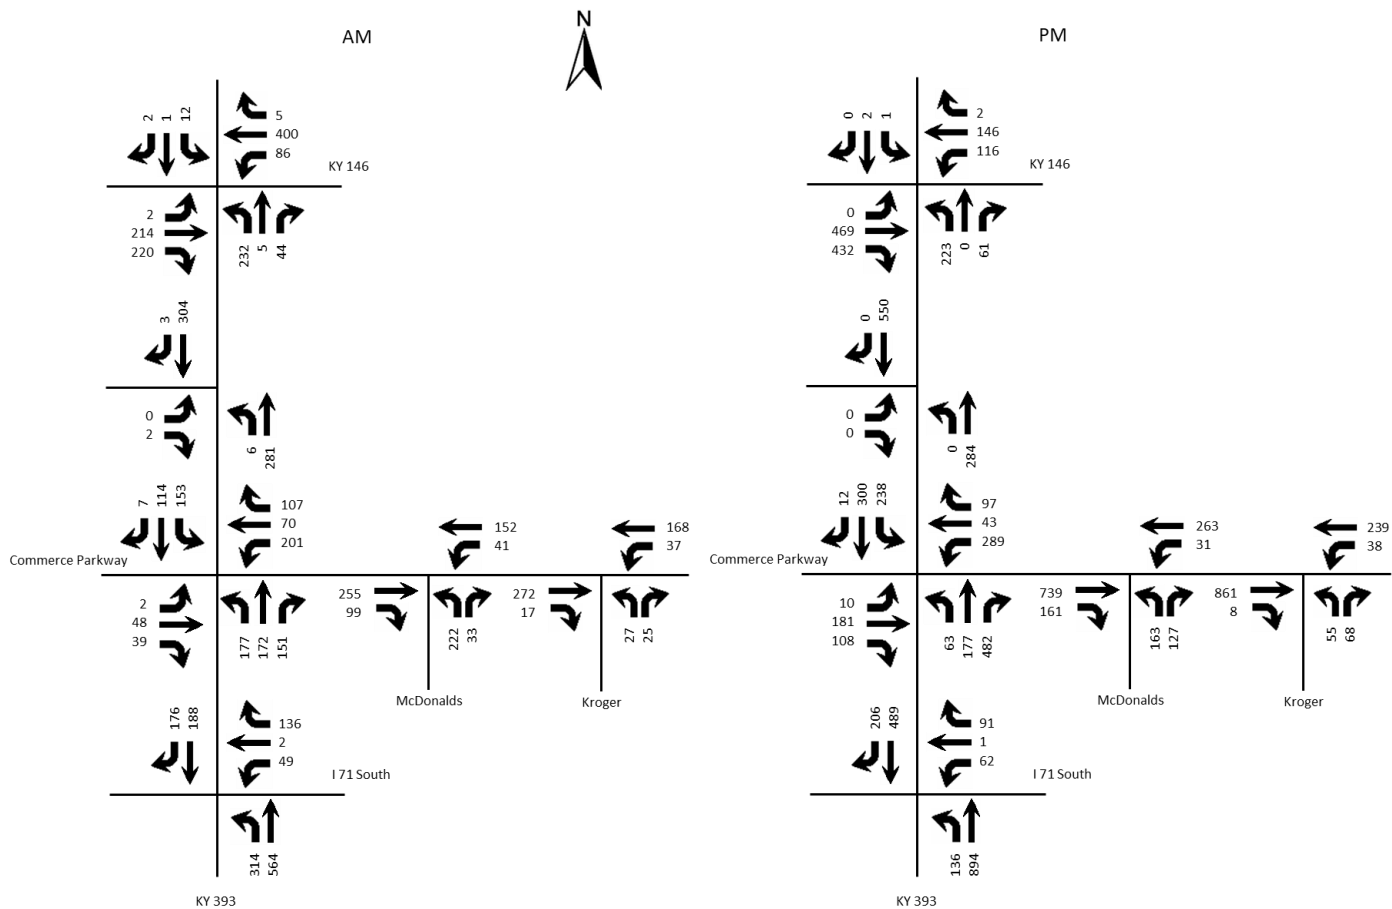 N
AM
PM
2 1 12
5
400
86
KY 146
2
214
220
232 5 44
3 304
0
2
6 281
7 114 153
107
70
201
152
41
168
37
Commerce Parkway
2
48
39
177 172 151
255
99
222 33
272
17
27 25
McDonalds
Kroger
176 188
136
2
49
I 71 South
314 564
KY 393
0 2 1
2
146
116
KY 146
0
469
432
223 0 61
0 550
0
0
0 284
12 300 238
97
43
289
263
31
239
38
Commerce Parkway
10
181
108
63 177 482
739
161
163 127
861
8
55 68
McDonalds
Kroger
206 489
91
1
62
I 71 South
136 894
KY 393